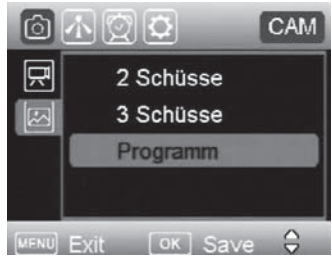 CAM
2 Schüsse
3 Schüsse
Programm
MENU Exit OK Save